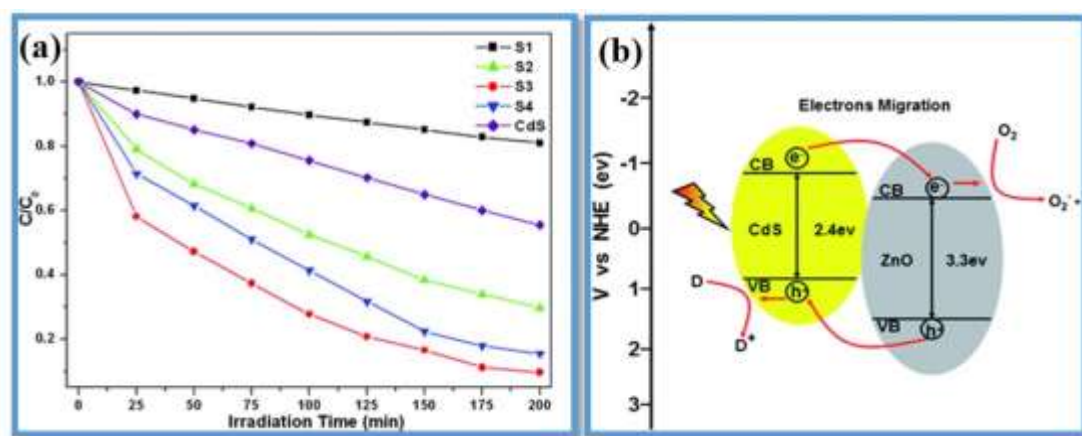 (a)
S1
S2
S3
S4
CdS
C/C0
1.0
0.8
0.6
0.4
0.2
0 25 50 75 100 125 150 175 200
Irradiation Time (min)
(b)
V vs NHE (ev)
-2
-1
0
1
2
3
Electrons Migration
CB
e-
CdS
2.4ev
VB
h+
D
D+
CB
e-
ZnO
3.3ev
VB
h+
O2
O2·-+